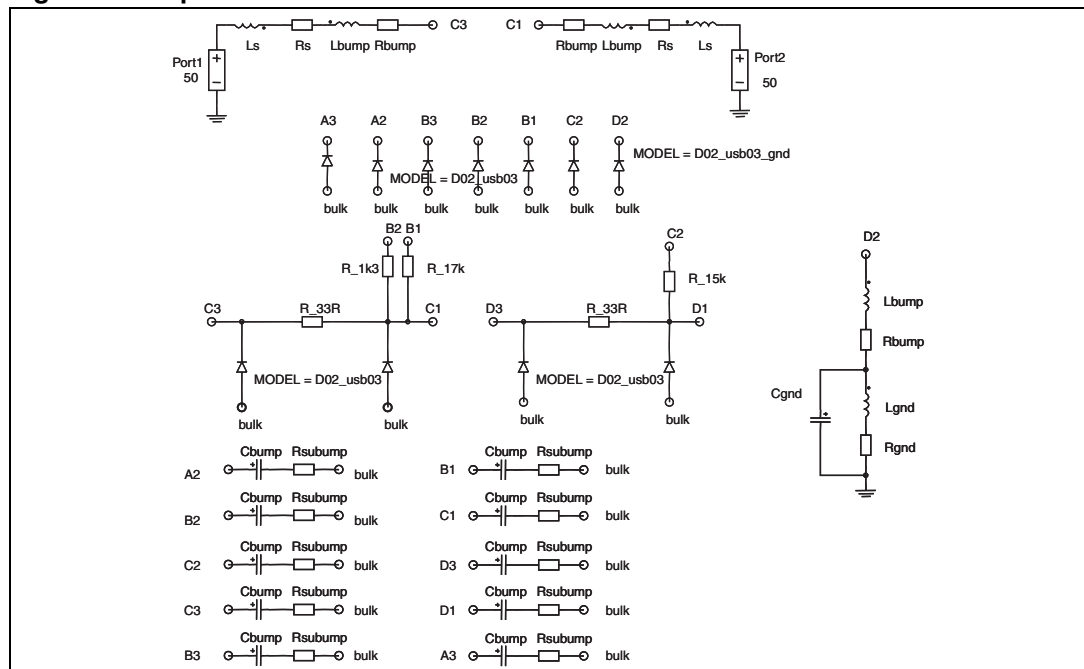 C3 C1
Ls Rs Lbump Rbump Rbump Lbump Rs Ls
Port1 50 + − Port2 50 + −
A3 A2 B3 B2 B1 C2 D2
MODEL = D02_usb03_gnd
MODEL = D02_usb03
bulk bulk bulk bulk bulk bulk bulk
B2 B1 C2 D2
R_1k3 R_17k R_15k
C3 R_33R C1 D3 R_33R D1
MODEL = D02_usb03 MODEL = D02_usb03
bulk bulk bulk bulk
Lbump
Rbump
Cgnd + Lgnd
Rgnd
Cbump Rsubump Cbump Rsubump
A2 + bulk B1 + bulk
Cbump Rsubump Cbump Rsubump
B2 + bulk C1 + bulk
Cbump Rsubump Cbump Rsubump
C2 + bulk D3 + bulk
Cbump Rsubump Cbump Rsubump
C3 + bulk D1 + bulk
Cbump Rsubump Cbump Rsubump
B3 + bulk A3 + bulk